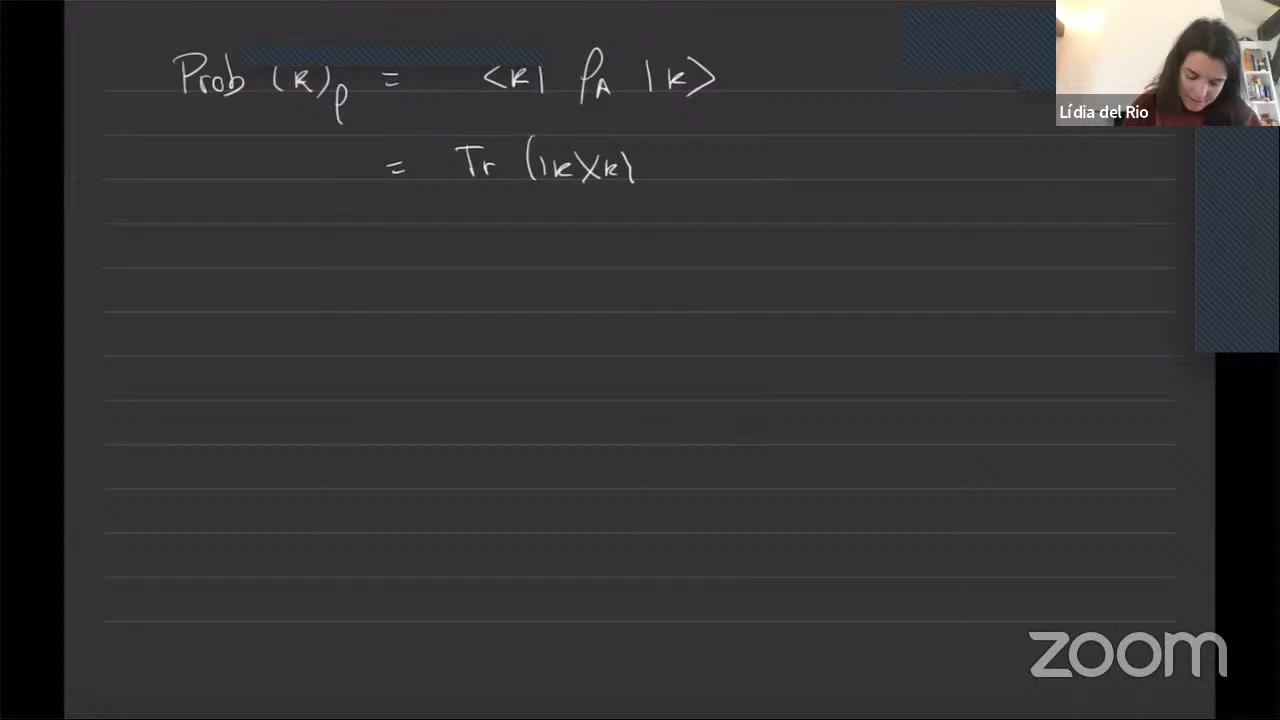 Prob (k)ρ = <k| ρA |k>
Lídia del Rio
= Tr (|k><k|
zoom